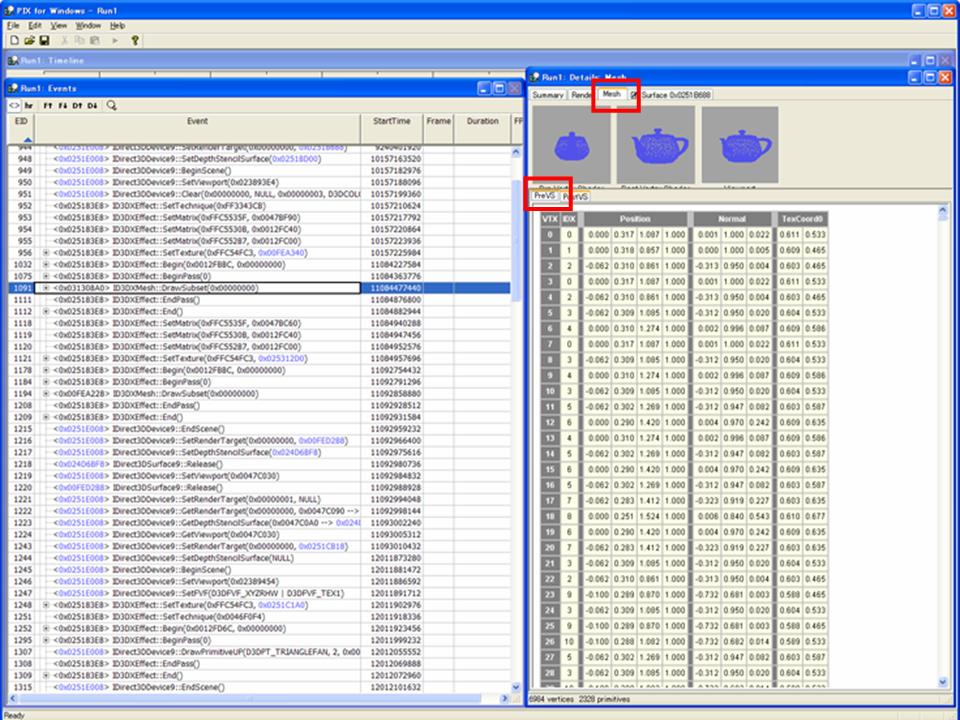 PIX for Windows - Run1
File Edit View Window Help
Run1: Timeline
Run1: Events
EID Event StartTime Frame Duration
948 <0x0251E008> IDirect3DDevice9::SetDepthStencilSurface(0x0251BD00) 10157163520
949 <0x0251E008> IDirect3DDevice9::BeginScene() 10157182976
950 <0x0251E008> IDirect3DDevice9::SetViewport(0x023893E4) 10157188096
951 <0x0251E008> IDirect3DDevice9::Clear(0x00000000, NULL, 0x00000003, D3DCOL 10157199360
952 <0x025183E8> ID3DXEffect::SetTechnique(0xFF3343CB) 10157210624
953 <0x025183E8> ID3DXEffect::SetMatrix(0xFFC5535F, 0x0047BF90) 10157217792
954 <0x025183E8> ID3DXEffect::SetMatrix(0xFFC5530B, 0x0012FC40) 10157220864
955 <0x025183E8> ID3DXEffect::SetMatrix(0xFFC552B7, 0x0012FC00) 10157223936
956 <0x025183E8> ID3DXEffect::SetTexture(0xFFC54FC3, 0x00FEA340) 10157225984
1032 <0x025183E8> ID3DXEffect::Begin(0x0012FBBC, 0x00000000) 11084227584
1075 <0x025183E8> ID3DXEffect::BeginPass(0) 11084363776
1091 <0x031308A0> ID3DXMesh::DrawSubset(0x00000000) 11084477440
1111 <0x025183E8> ID3DXEffect::EndPass() 11084876800
1112 <0x025183E8> ID3DXEffect::End() 11084882944
1118 <0x025183E8> ID3DXEffect::SetMatrix(0xFFC5535F, 0x0047BC60) 11084940288
1119 <0x025183E8> ID3DXEffect::SetMatrix(0xFFC5530B, 0x0012FC40) 11084947456
1120 <0x025183E8> ID3DXEffect::SetMatrix(0xFFC552B7, 0x0012FC00) 11084952576
1121 <0x025183E8> ID3DXEffect::SetTexture(0xFFC54FC3, 0x025312D0) 11084957696
1178 <0x025183E8> ID3DXEffect::Begin(0x0012FBBC, 0x00000000) 11092754432
1184 <0x025183E8> ID3DXEffect::BeginPass(0) 11092791296
1194 <0x00FEA228> ID3DXMesh::DrawSubset(0x00000000) 11092858880
1208 <0x025183E8> ID3DXEffect::EndPass() 11092928512
1209 <0x025183E8> ID3DXEffect::End() 11092931584
1215 <0x0251E008> IDirect3DDevice9::EndScene() 11092959232
1216 <0x0251E008> IDirect3DDevice9::SetRenderTarget(0x00000000, 0x00FED2B8) 11092966400
1217 <0x0251E008> IDirect3DDevice9::SetDepthStencilSurface(0x024D6BF8) 11092975616
1218 <0x024D6BF8> IDirect3DSurface9::Release() 11092980736
1219 <0x0251E008> IDirect3DDevice9::SetViewport(0x0047C030) 11092984832
1220 <0x00FED2B8> IDirect3DSurface9::Release() 11092988928
1221 <0x0251E008> IDirect3DDevice9::SetRenderTarget(0x00000001, NULL) 11092994048
1222 <0x0251E008> IDirect3DDevice9::GetRenderTarget(0x00000000, 0x0047C090 --> 11092998144
1223 <0x0251E008> IDirect3DDevice9::GetDepthStencilSurface(0x0047C0A0 --> 0x024 11093002240
1224 <0x0251E008> IDirect3DDevice9::GetViewport(0x0047C030) 11093005312
1243 <0x0251E008> IDirect3DDevice9::SetRenderTarget(0x00000000, 0x0251CB18) 11093010432
1244 <0x0251E008> IDirect3DDevice9::SetDepthStencilSurface(NULL) 12011873280
1245 <0x0251E008> IDirect3DDevice9::BeginScene() 12011881472
1246 <0x0251E008> IDirect3DDevice9::SetViewport(0x02389454) 12011886592
1247 <0x0251E008> IDirect3DDevice9::SetFVF(D3DFVF_XYZRHW | D3DFVF_TEX1) 12011891712
1248 <0x025183E8> ID3DXEffect::SetTexture(0xFFC54FC3, 0x0251C1A0) 12011902976
1251 <0x025183E8> ID3DXEffect::SetTechnique(0x0046F0F4) 12011918336
1252 <0x025183E8> ID3DXEffect::Begin(0x0012FD6C, 0x00000000) 12011923456
1295 <0x025183E8> ID3DXEffect::BeginPass(0) 12011999232
1307 <0x0251E008> IDirect3DDevice9::DrawPrimitiveUP(D3DPT_TRIANGLEFAN, 2, 0x00 12012055552
1308 <0x025183E8> ID3DXEffect::EndPass() 12012069888
1309 <0x025183E8> ID3DXEffect::End() 12012072960
1315 <0x0251E008> IDirect3DDevice9::EndScene() 12012101632
Run1: Details: Mesh
Summary Rende Mesh Surface 0x0251B688
PreVS PostVS
VTX IDX Position Normal TexCoord0
0 0 0.000 0.317 1.087 1.000 0.001 1.000 0.022 0.611 0.533
1 1 0.000 0.318 0.857 1.000 0.000 1.000 0.005 0.609 0.465
2 2 -0.062 0.310 0.861 1.000 -0.313 0.950 0.004 0.603 0.465
3 0 0.000 0.317 1.087 1.000 0.001 1.000 0.022 0.611 0.533
4 2 -0.062 0.310 0.861 1.000 -0.313 0.950 0.004 0.603 0.465
5 3 -0.062 0.309 1.085 1.000 -0.312 0.950 0.020 0.604 0.533
6 4 0.000 0.310 1.274 1.000 0.002 0.996 0.087 0.609 0.586
7 0 0.000 0.317 1.087 1.000 0.001 1.000 0.022 0.611 0.533
8 3 -0.062 0.309 1.085 1.000 -0.312 0.950 0.020 0.604 0.533
9 4 0.000 0.310 1.274 1.000 0.002 0.996 0.087 0.609 0.586
10 3 -0.062 0.309 1.085 1.000 -0.312 0.950 0.020 0.604 0.533
11 5 -0.062 0.302 1.269 1.000 -0.312 0.947 0.082 0.603 0.587
12 6 0.000 0.290 1.420 1.000 0.004 0.970 0.242 0.609 0.635
13 4 0.000 0.310 1.274 1.000 0.002 0.996 0.087 0.609 0.586
14 5 -0.062 0.302 1.269 1.000 -0.312 0.947 0.082 0.603 0.587
15 6 0.000 0.290 1.420 1.000 0.004 0.970 0.242 0.609 0.635
16 5 -0.062 0.302 1.269 1.000 -0.312 0.947 0.082 0.603 0.587
17 7 -0.062 0.283 1.412 1.000 -0.323 0.919 0.227 0.603 0.635
18 8 0.000 0.251 1.524 1.000 0.006 0.840 0.543 0.610 0.677
19 6 0.000 0.290 1.420 1.000 0.004 0.970 0.242 0.609 0.635
20 7 -0.062 0.283 1.412 1.000 -0.323 0.919 0.227 0.603 0.635
21 3 -0.062 0.309 1.085 1.000 -0.312 0.950 0.020 0.604 0.533
22 2 -0.062 0.310 0.861 1.000 -0.313 0.950 0.004 0.603 0.465
23 9 -0.100 0.289 0.870 1.000 -0.732 0.681 0.003 0.588 0.465
24 3 -0.062 0.309 1.085 1.000 -0.312 0.950 0.020 0.604 0.533
25 9 -0.100 0.289 0.870 1.000 -0.732 0.681 0.003 0.589 0.465
26 10 -0.100 0.288 1.082 1.000 -0.732 0.682 0.014 0.589 0.533
27 5 -0.062 0.302 1.269 1.000 -0.312 0.947 0.082 0.603 0.587
28 3 -0.062 0.309 1.085 1.000 -0.312 0.950 0.020 0.604 0.533
6984 vertices 2328 primitives
Ready